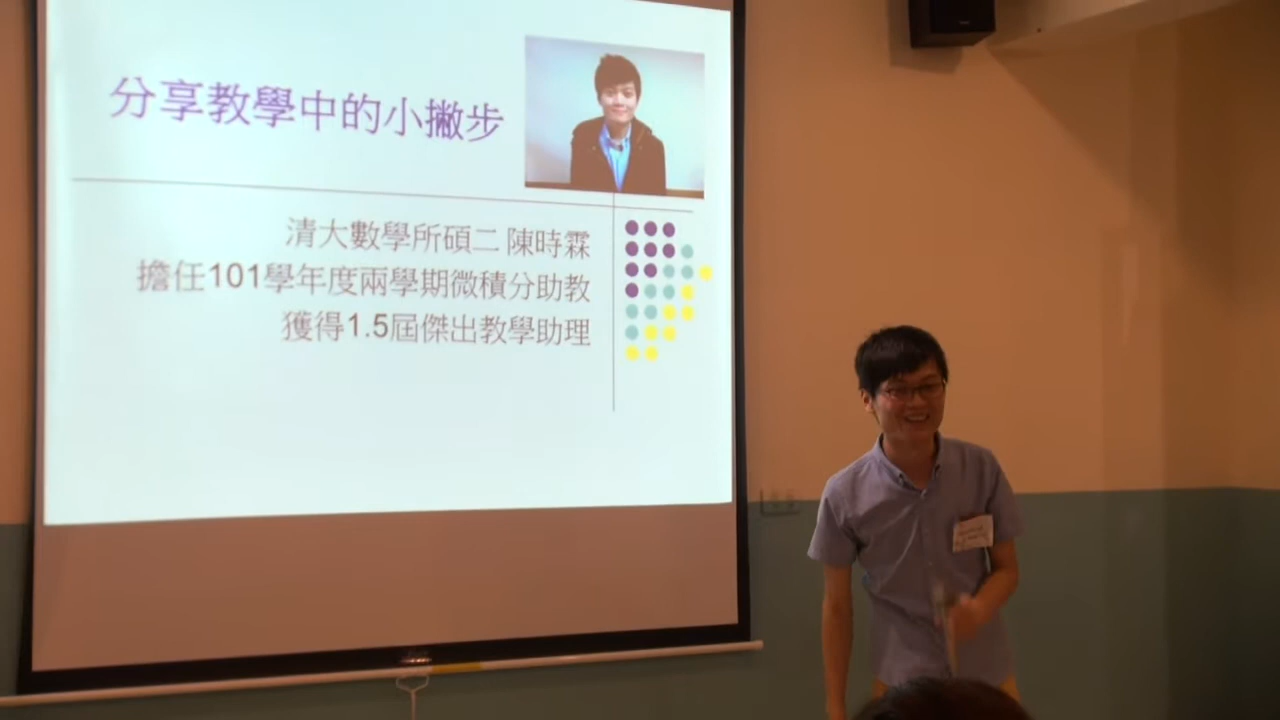 分享教學中的小撇步
清大數學所碩二 陳時霖
擔任101學年度兩學期微積分助教
獲得1.5屆傑出教學助理